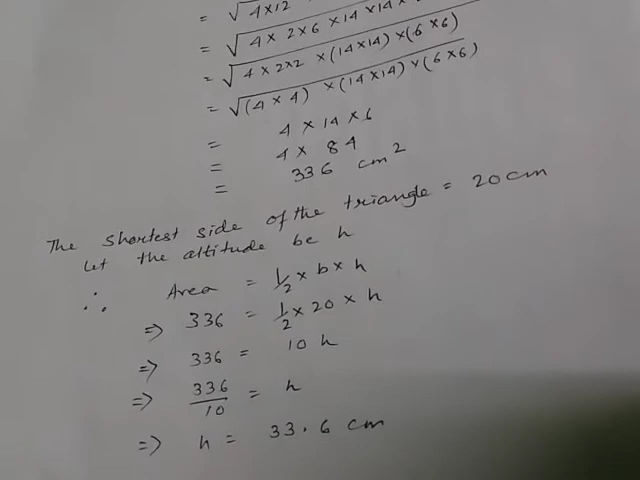 = √4×12
= √4 × 2×6 × 14 ×14 ×
= √4 × 2×2 × (14×14) × (6×6)
= √(4 × 4) × (14×14) × (6×6)
= 4 × 14 × 6
= 4 × 84
= 336 cm2
The shortest side of the triangle = 20 cm
Let the altitude be h
∴ Area = 1/2 × b × h
⇒ 336 = 1/2 × 20 × h
⇒ 336 = 10 h
⇒ 336/10 = h
⇒ h = 33.6 cm